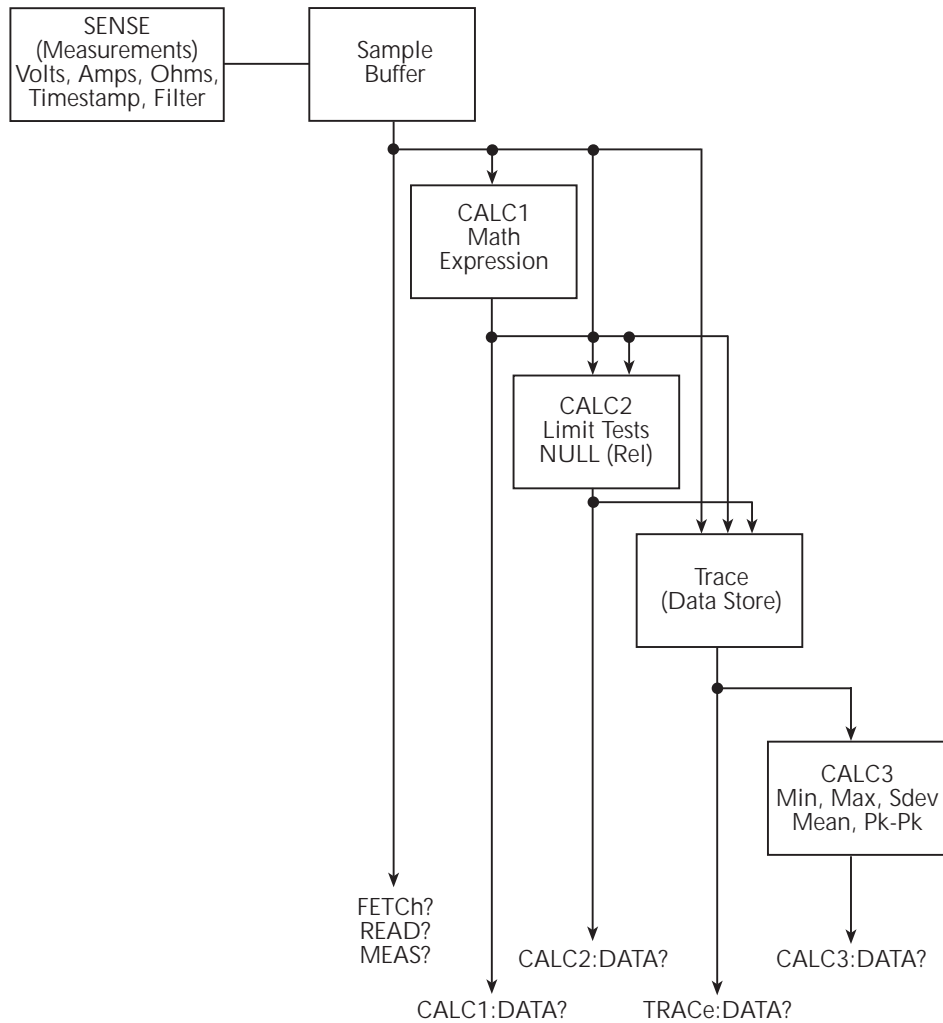 SENSE
(Measurements)
Volts, Amps, Ohms,
Timestamp, Filter
Sample
Buffer
CALC1
Math
Expression
CALC2
Limit Tests
NULL (Rel)
Trace
(Data Store)
CALC3
Min, Max, Sdev
Mean, Pk-Pk
FETCh?
READ?
MEAS?
CALC2:DATA?
CALC3:DATA?
CALC1:DATA?
TRACe:DATA?